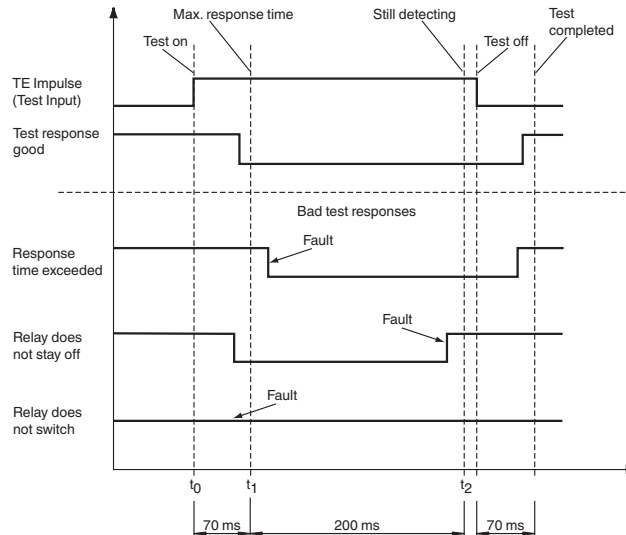 Max. response time
Still detecting
Test
completed
Test on
Test off
TE Impulse
(Test Input)
Test response
good
Bad test responses
Response
time exceeded
Fault
Relay does
not stay off
Fault
Relay does
not switch
Fault
t0
t1
t2
70 ms
200 ms
70 ms